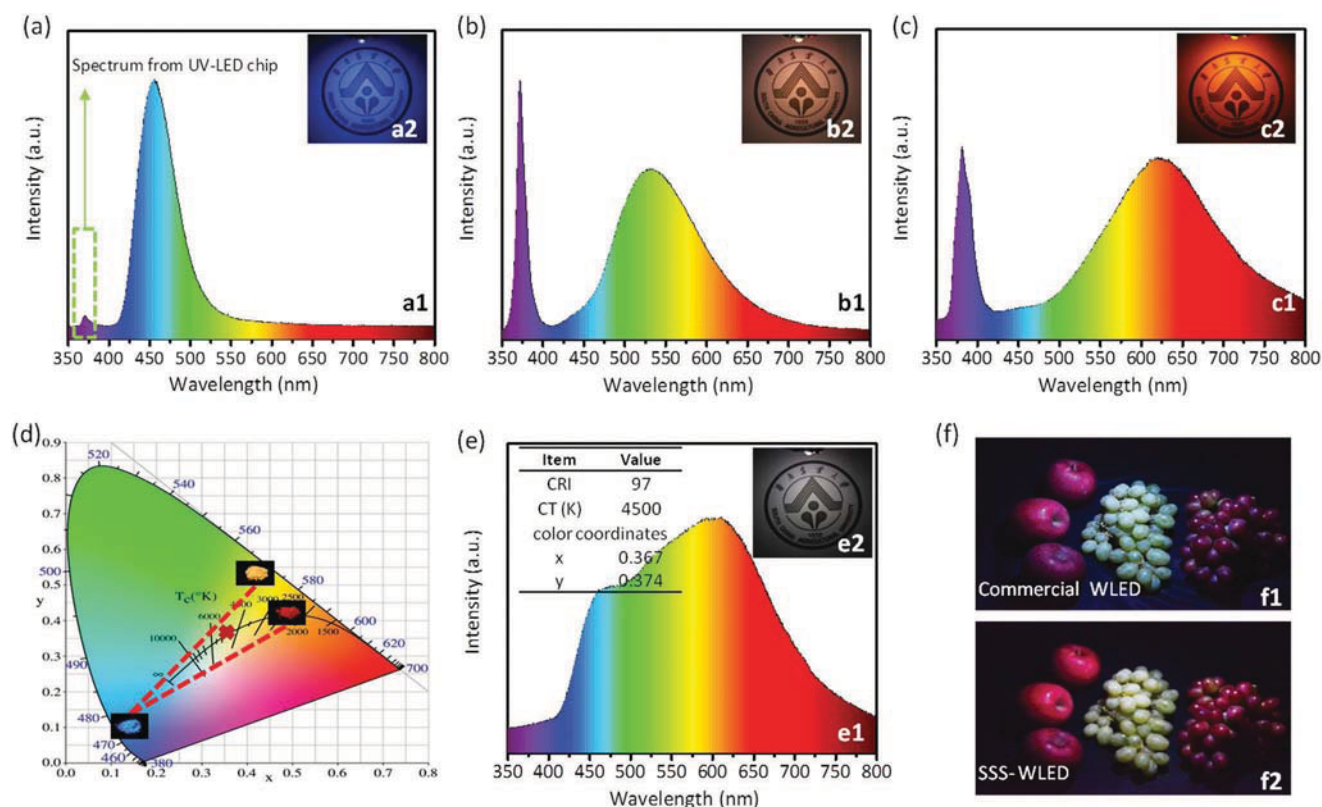 (a)
Spectrum from UV-LED chip
a2
a1
Intensity (a.u.)
350 400 450 500 550 600 650 700 750 800
Wavelength (nm)
(b)
b2
b1
Intensity (a.u.)
350 400 450 500 550 600 650 700 750 800
Wavelength (nm)
(c)
c2
c1
Intensity (a.u.)
350 400 450 500 550 600 650 700 750 800
Wavelength (nm)
(d)
0.9
0.8
0.7
0.6
0.5
0.4
0.3
0.2
0.1
0.0
y
0.0 0.1 0.2 0.3 0.4 0.5 0.6 0.7 0.8
x
520
540
560
500
580
600
620
700
490
480
470
460
380
Tc(°K)
∞
10000
6000
3000
2500
2000
1500
(e)
Item Value
CRI 97
CT (K) 4500
color coordinates
x 0.367
y 0.374
e2
e1
Intensity (a.u.)
350 400 450 500 550 600 650 700 750 800
Wavelength (nm)
(f)
Commercial WLED
f1
SSS-WLED
f2